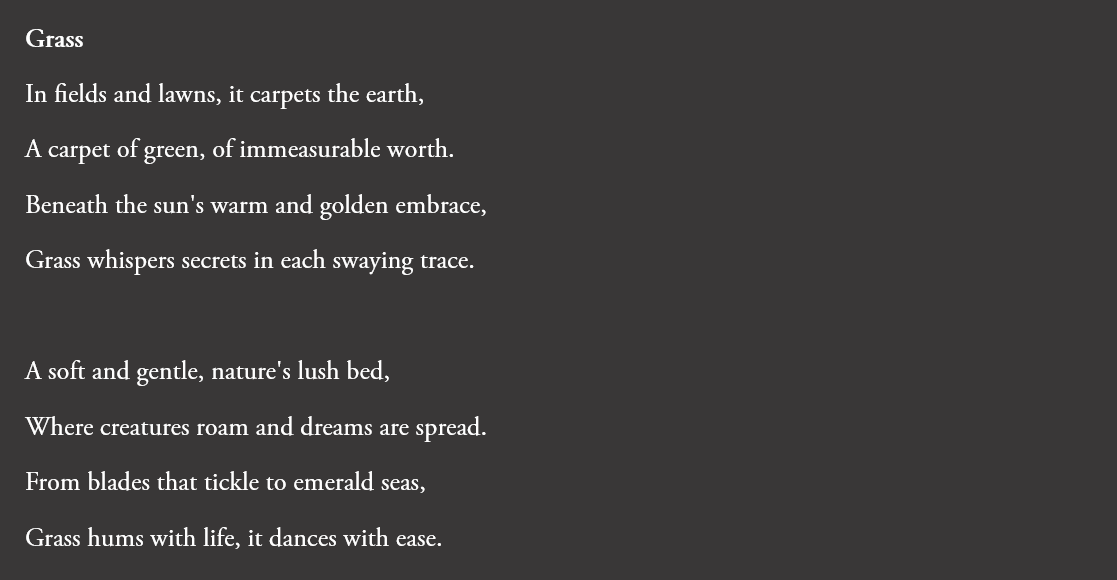 Grass
In fields and lawns, it carpets the earth,
A carpet of green, of immeasurable worth.
Beneath the sun's warm and golden embrace,
Grass whispers secrets in each swaying trace.
A soft and gentle, nature's lush bed,
Where creatures roam and dreams are spread.
From blades that tickle to emerald seas,
Grass hums with life, it dances with ease.